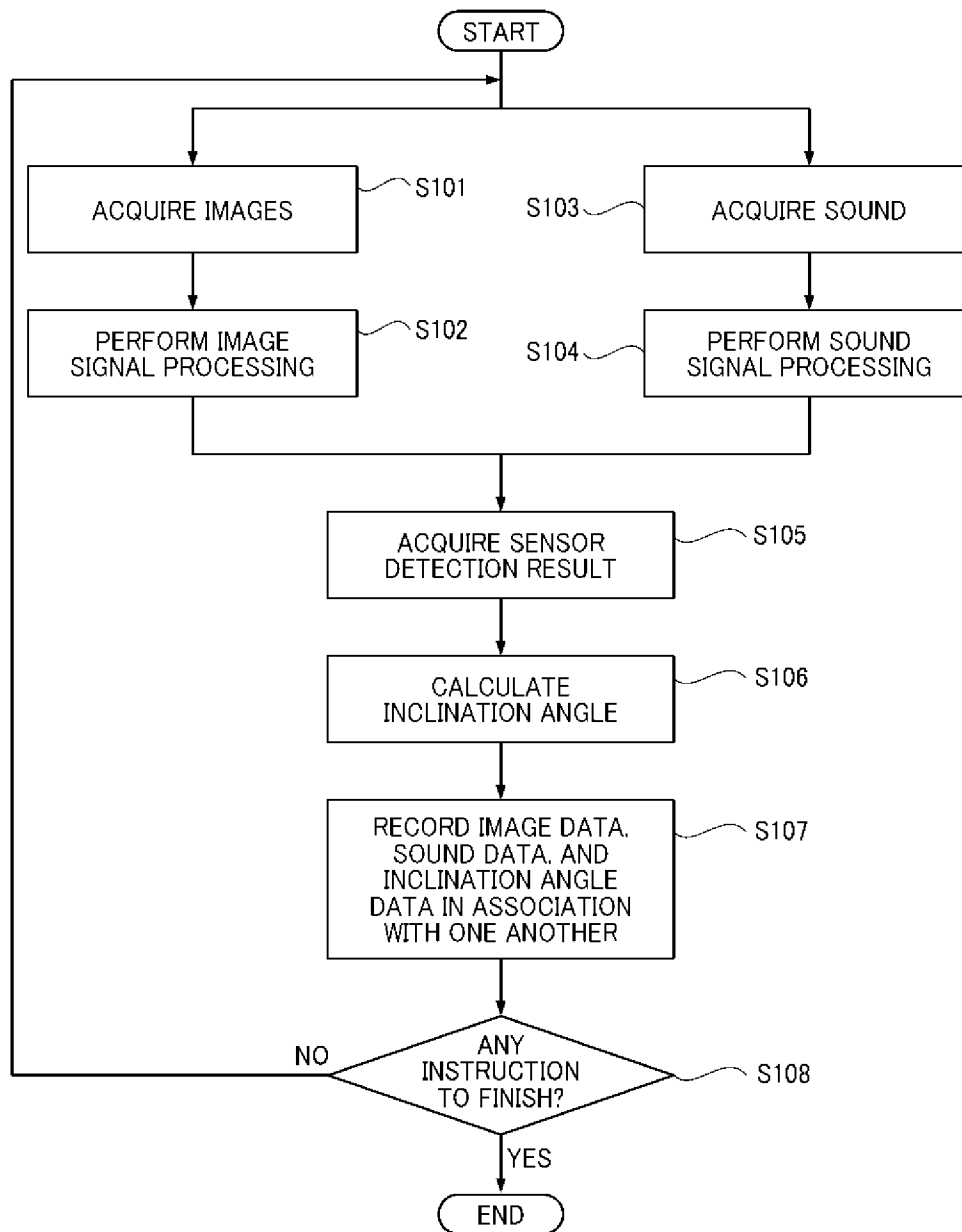 START
ACQUIRE IMAGES
S101
S103
ACQUIRE SOUND
PERFORM IMAGE
SIGNAL PROCESSING
S102
S104
PERFORM SOUND
SIGNAL PROCESSING
ACQUIRE SENSOR
DETECTION RESULT
S105
CALCULATE
INCLINATION ANGLE
S106
RECORD IMAGE DATA,
SOUND DATA, AND
INCLINATION ANGLE
DATA IN ASSOCIATION
WITH ONE ANOTHER
S107
NO
ANY
INSTRUCTION
TO FINISH?
S108
YES
END